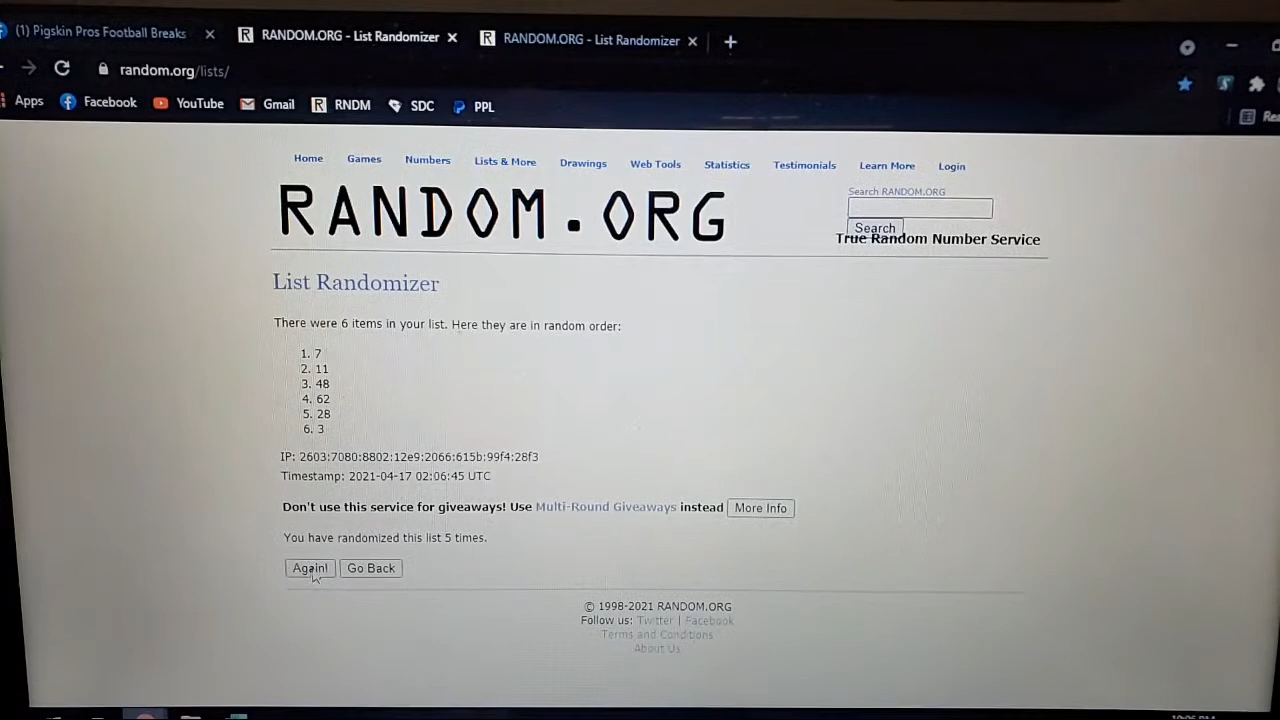 (1) Pigskin Pros Football Breaks
RANDOM.ORG - List Randomizer
RANDOM.ORG - List Randomizer
random.org/lists/
Apps Facebook YouTube Gmail RNDM SDC PPL
Home Games Numbers Lists & More Drawings Web Tools Statistics Testimonials Learn More Login
RANDOM.ORG
Search RANDOM.ORG
Search
True Random Number Service
List Randomizer
There were 6 items in your list. Here they are in random order:
1. 7
2. 11
3. 48
4. 62
5. 28
6. 3
IP: 2603:7080:8802:12e9:2066:615b:99f4:28f3
Timestamp: 2021-04-17 02:06:45 UTC
Don't use this service for giveaways! Use Multi-Round Giveaways instead More Info
You have randomized this list 5 times.
Again! Go Back
© 1998-2021 RANDOM.ORG
Follow us: Twitter | Facebook
Terms and Conditions
About Us